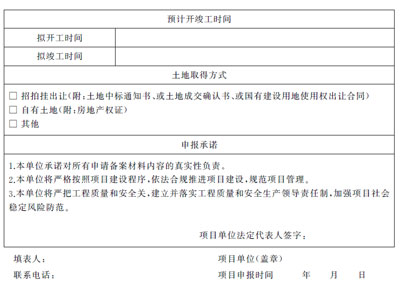 预计开竣工时间
拟开工时间
拟竣工时间
土地取得方式
□ 招拍挂出让(附:土地中标通知书、或土地成交确认书、或国有建设用地使用权出让合同)
□ 自有土地(附:房地产权证)
□ 其他
申报承诺
1.本单位承诺对所有申请备案材料内容的真实性负责。
2.本单位将严格按照项目建设程序,依法合规推进项目建设,规范项目管理。
3.本单位将严把工程质量和安全关,建立并落实工程质量和安全生产领导责任制,加强项目社会
稳定风险防范。
项目单位法定代表人签字:
填表人: 项目单位(盖章)
联系电话: 项目申报时间 年 月 日